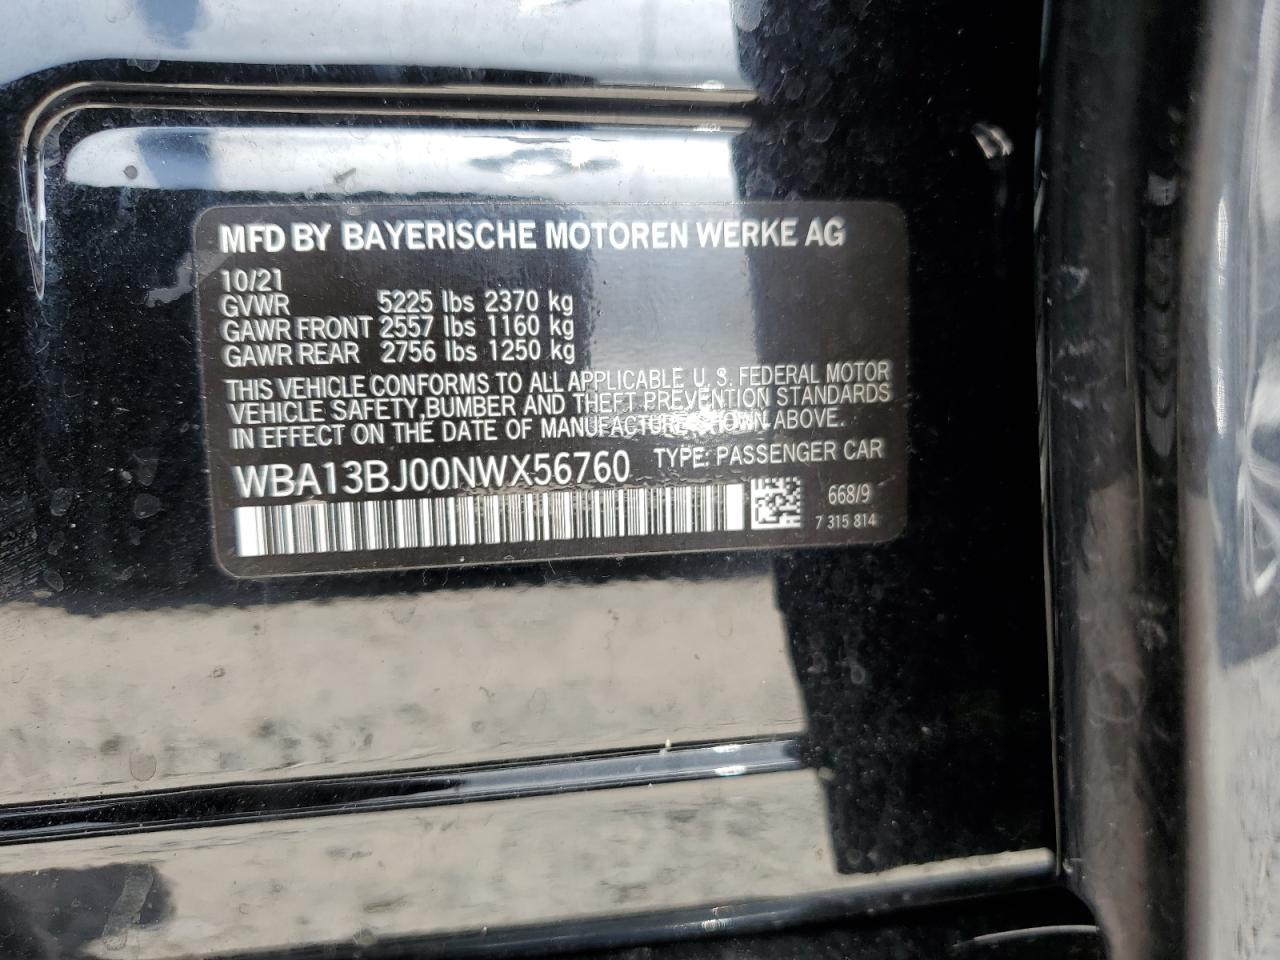 MFD BY BAYERISCHE MOTOREN WERKE AG
10/21
GVWR 5225 lbs 2370 kg
GAWR FRONT 2557 lbs 1160 kg
GAWR REAR 2756 lbs 1250 kg
THIS VEHICLE CONFORMS TO ALL APPLICABLE U.S. FEDERAL MOTOR
VEHICLE SAFETY, BUMBER AND THEFT PREVENTION STANDARDS
IN EFFECT ON THE DATE OF MANUFACTURE SHOWN ABOVE.
WBA13BJ00NWX56760 TYPE: PASSENGER CAR
668/9
7 315 814